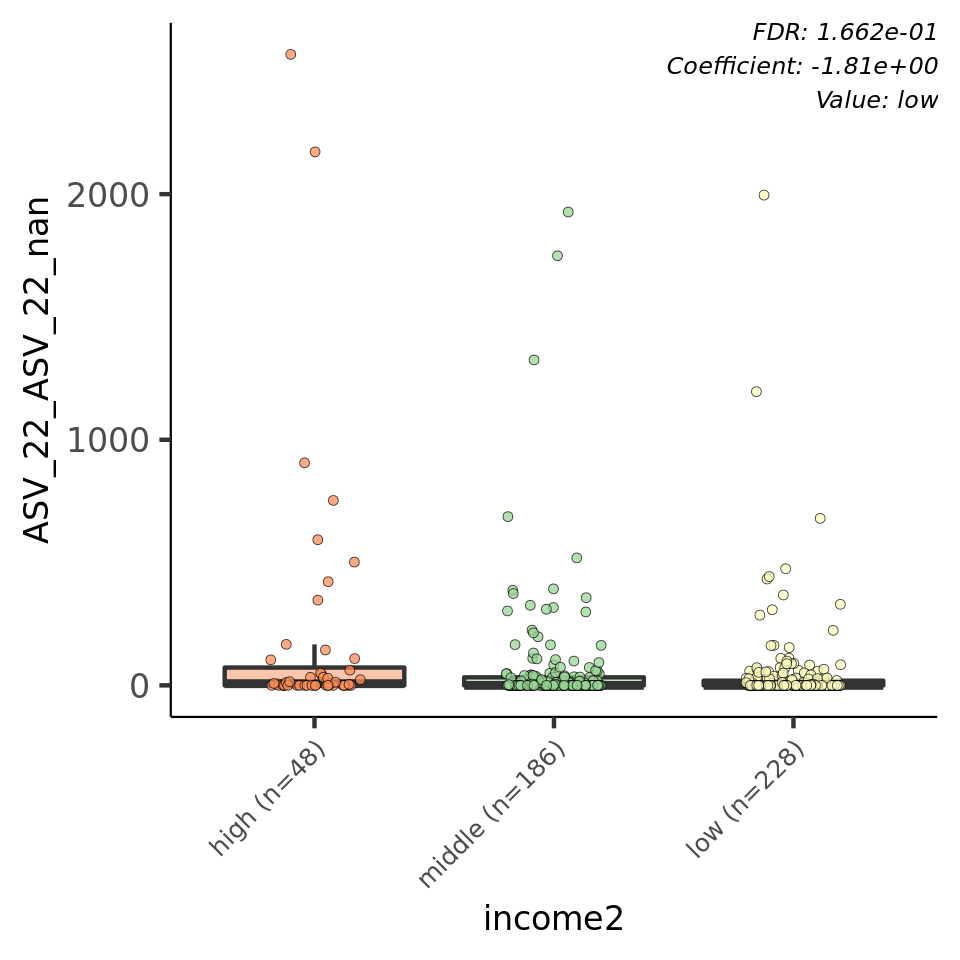 FDR: 1.662e-01
Coefficient: -1.81e+00
Value: low
ASV_22_ASV_22_nan
2000
1000
0
high (n=48)
middle (n=186)
low (n=228)
income2